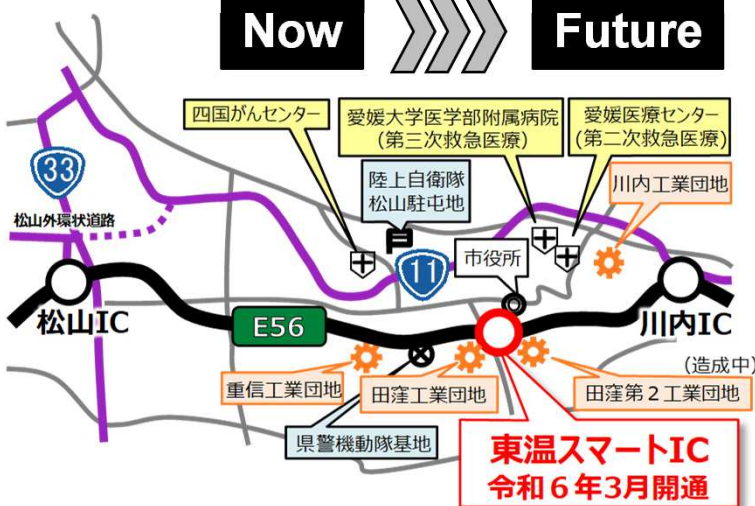 Now
Future
四国がんセンター
愛媛大学医学部附属病院
(第三次救急医療)
愛媛医療センター
(第二次救急医療)
33
陸上自衛隊
松山駐屯地
川内工業団地
松山外環状道路
11
市役所
松山IC
E56
川内IC
(造成中)
重信工業団地
田窪工業団地
田窪第２工業団地
県警機動隊基地
東温スマートIC
令和６年3月開通